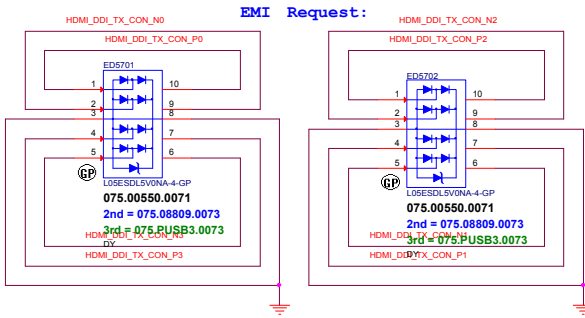 EMI Request:
HDMI_DDI_TX_CON_N0
HDMI_DDI_TX_CON_P0
ED5701
1
10
2
9
3
8
4
7
5
6
GP
L05ESDL5V0NA-4-GP
075.00550.0071
2nd = 075.08809.0073
3rd = 075.PUSB3.0073
HDMI_DDI_TX_CON_N3
DY
HDMI_DDI_TX_CON_P3
HDMI_DDI_TX_CON_N2
HDMI_DDI_TX_CON_P2
ED5702
1
10
2
9
3
8
4
7
5
6
GP
L05ESDL5V0NA-4-GP
075.00550.0071
2nd = 075.08809.0073
3rd = 075.PUSB3.0073
HDMI_DDI_TX_CON_N1
DY
HDMI_DDI_TX_CON_P1